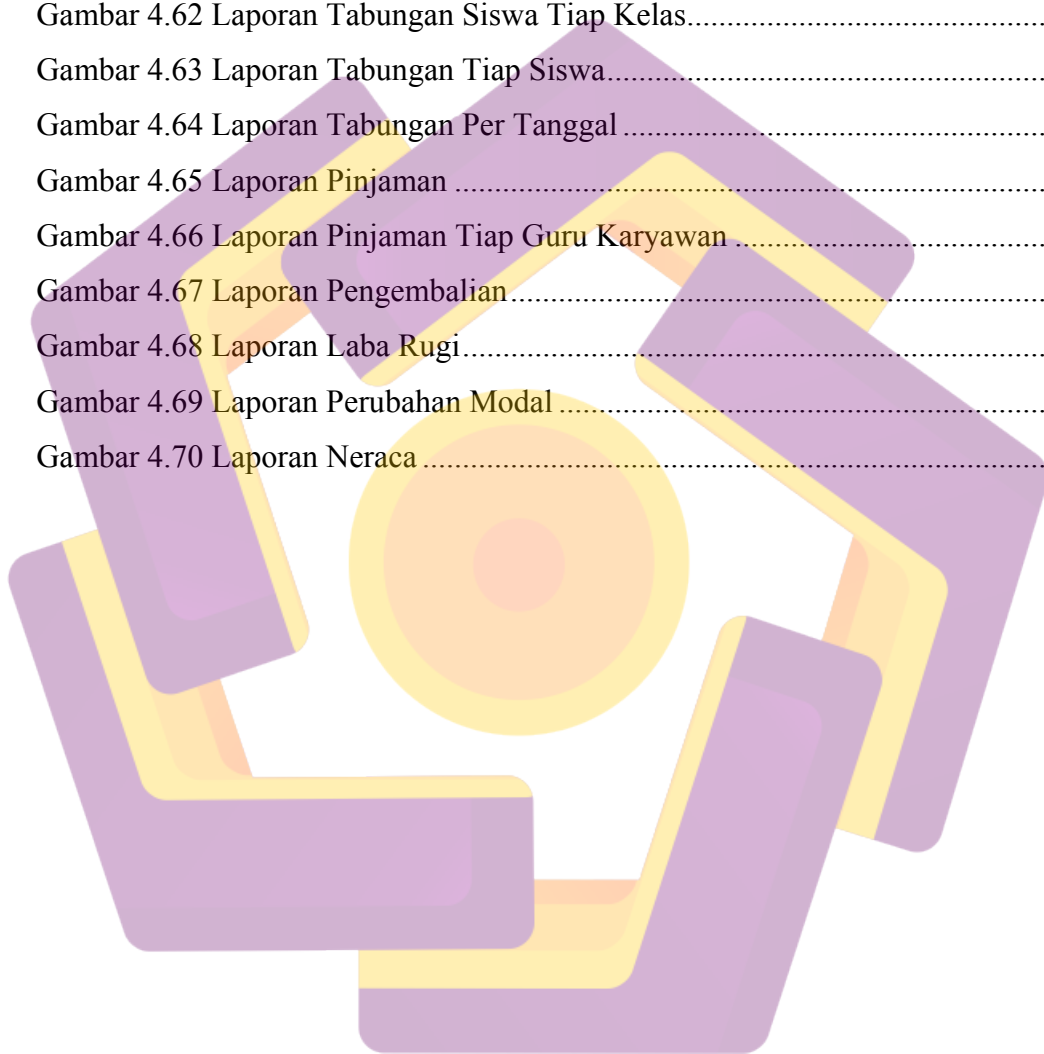 Gambar 4.62 Laporan Tabungan Siswa Tiap Kelas..............................................
Gambar 4.63 Laporan Tabungan Tiap Siswa........................................................
Gambar 4.64 Laporan Tabungan Per Tanggal ......................................................
Gambar 4.65 Laporan Pinjaman ...........................................................................
Gambar 4.66 Laporan Pinjaman Tiap Guru Karyawan ........................................
Gambar 4.67 Laporan Pengembalian....................................................................
Gambar 4.68 Laporan Laba Rugi..........................................................................
Gambar 4.69 Laporan Perubahan Modal ..............................................................
Gambar 4.70 Laporan Neraca ...............................................................................